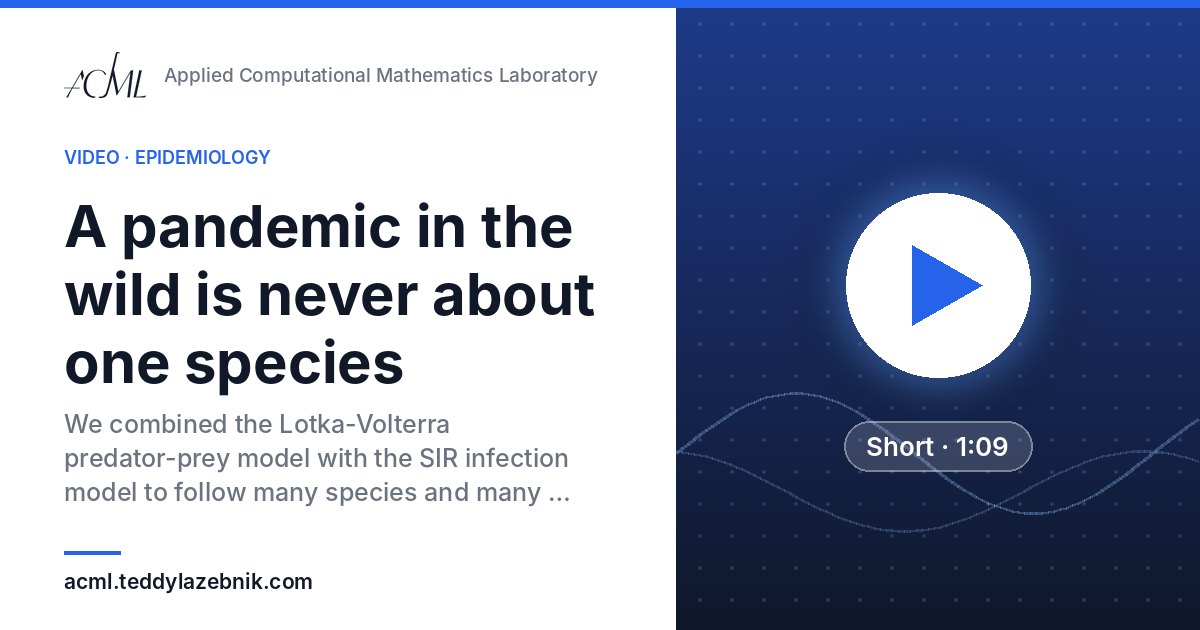 ACML
Applied Computational Mathematics Laboratory
VIDEO · EPIDEMIOLOGY
A pandemic in the
wild is never about
one species
We combined the Lotka-Volterra
predator-prey model with the SIR infection
model to follow many species and many ...
acml.teddylazebnik.com
Short · 1:09